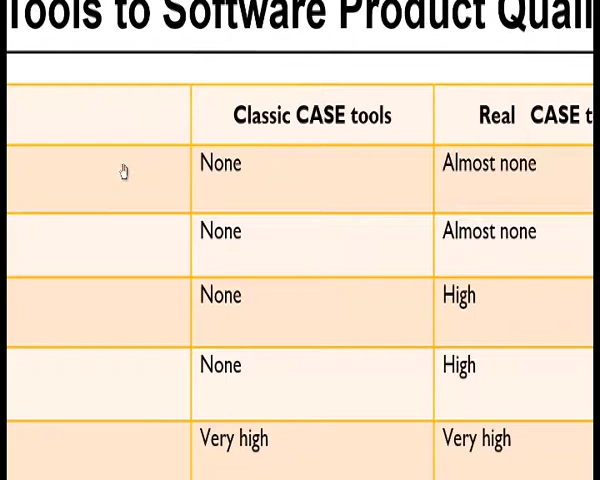 Tools to Software Product Quali
Classic CASE tools Real CASE t
None Almost none
None Almost none
None High
None High
Very high Very high